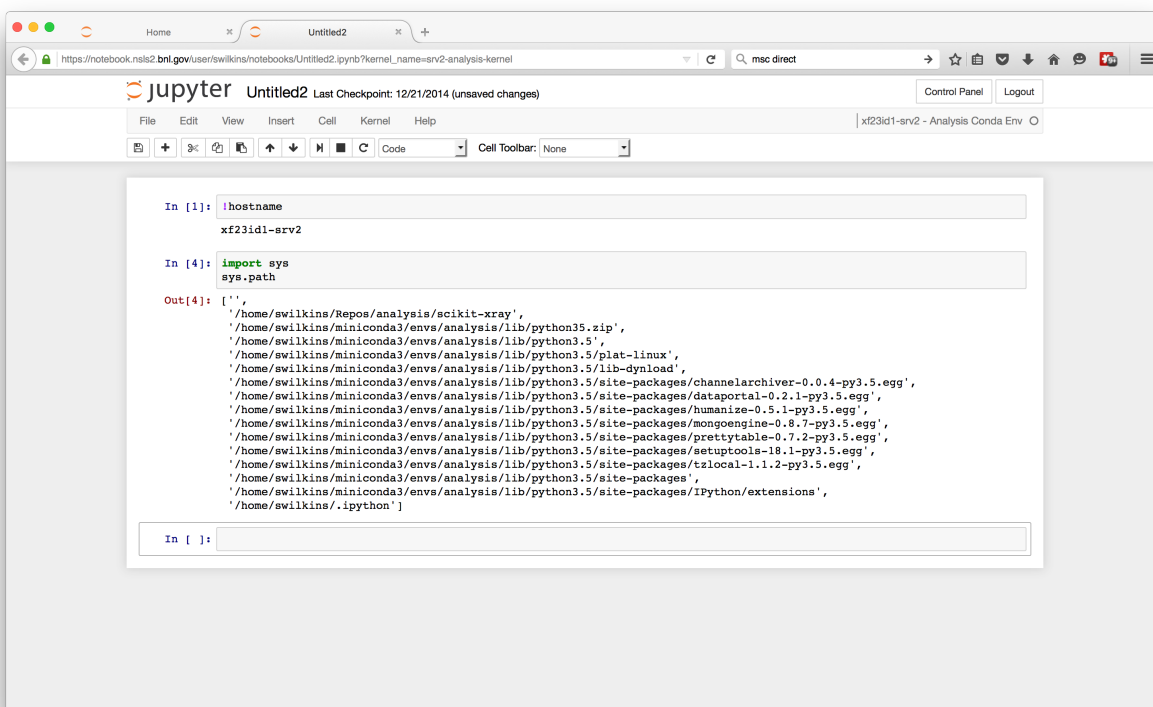 Home
Untitled2
https://notebook.nsls2.bnl.gov/user/swilkins/notebooks/Untitled2.ipynb?kernel_name=srv2-analysis-kernel
msc direct
9+
jupyter Untitled2 Last Checkpoint: 12/21/2014 (unsaved changes)
Control Panel Logout
File Edit View Insert Cell Kernel Help
xf23id1-srv2 - Analysis Conda Env
Code Cell Toolbar: None
In [1]: !hostname
xf23id1-srv2
In [4]: import sys
sys.path
Out[4]: ['',
'/home/swilkins/Repos/analysis/scikit-xray',
'/home/swilkins/miniconda3/envs/analysis/lib/python35.zip',
'/home/swilkins/miniconda3/envs/analysis/lib/python3.5',
'/home/swilkins/miniconda3/envs/analysis/lib/python3.5/plat-linux',
'/home/swilkins/miniconda3/envs/analysis/lib/python3.5/lib-dynload',
'/home/swilkins/miniconda3/envs/analysis/lib/python3.5/site-packages/channelarchiver-0.0.4-py3.5.egg',
'/home/swilkins/miniconda3/envs/analysis/lib/python3.5/site-packages/dataportal-0.2.1-py3.5.egg',
'/home/swilkins/miniconda3/envs/analysis/lib/python3.5/site-packages/humanize-0.5.1-py3.5.egg',
'/home/swilkins/miniconda3/envs/analysis/lib/python3.5/site-packages/mongoengine-0.8.7-py3.5.egg',
'/home/swilkins/miniconda3/envs/analysis/lib/python3.5/site-packages/prettytable-0.7.2-py3.5.egg',
'/home/swilkins/miniconda3/envs/analysis/lib/python3.5/site-packages/setuptools-18.1-py3.5.egg',
'/home/swilkins/miniconda3/envs/analysis/lib/python3.5/site-packages/tzlocal-1.1.2-py3.5.egg',
'/home/swilkins/miniconda3/envs/analysis/lib/python3.5/site-packages',
'/home/swilkins/miniconda3/envs/analysis/lib/python3.5/site-packages/IPython/extensions',
'/home/swilkins/.ipython']
In [ ]: